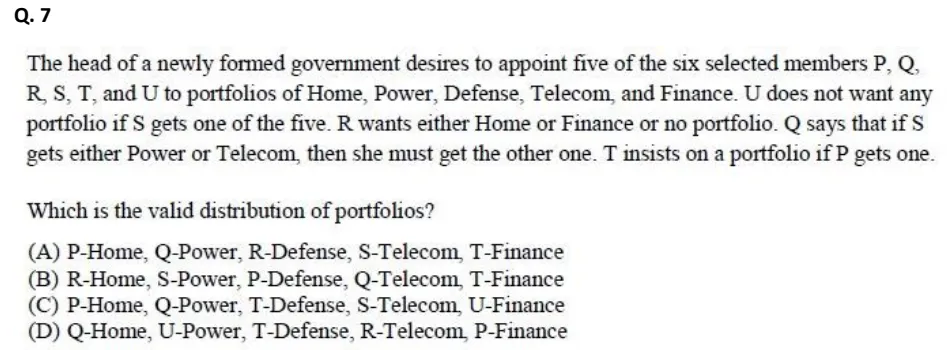 Q. 7
The head of a newly formed government desires to appoint five of the six selected members P, Q,
R, S, T, and U to portfolios of Home, Power, Defense, Telecom, and Finance. U does not want any
portfolio if S gets one of the five. R wants either Home or Finance or no portfolio. Q says that if S
gets either Power or Telecom, then she must get the other one. T insists on a portfolio if P gets one.
Which is the valid distribution of portfolios?
(A) P-Home, Q-Power, R-Defense, S-Telecom, T-Finance
(B) R-Home, S-Power, P-Defense, Q-Telecom, T-Finance
(C) P-Home, Q-Power, T-Defense, S-Telecom, U-Finance
(D) Q-Home, U-Power, T-Defense, R-Telecom, P-Finance